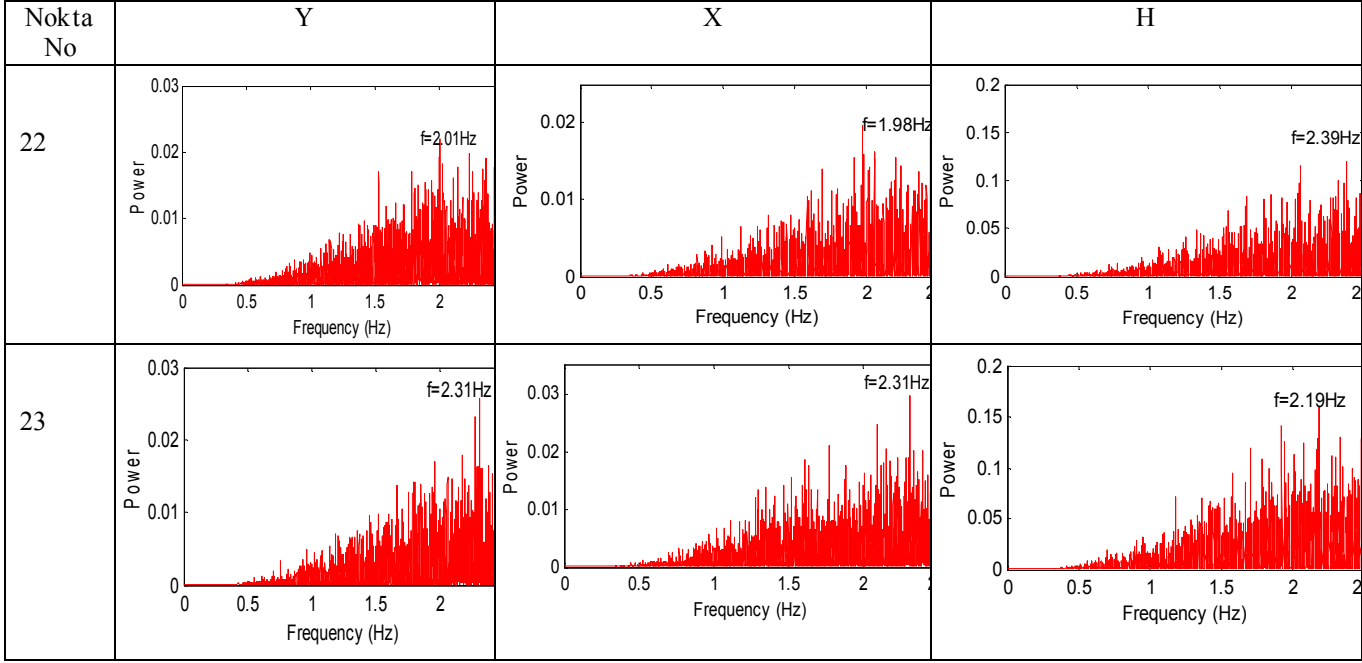 Nokta No
Y
X
H
22
0.03
0.02
0.01
0
Power
f=2.01Hz
0
0.5
1
1.5
2
Frequency (Hz)
0.02
0.01
0
Power
f=1.98Hz
0
0.5
1
1.5
2
Frequency (Hz)
0.2
0.15
0.1
0.05
0
Power
f=2.39Hz
0
0.5
1
1.5
2
Frequency (Hz)
23
0.03
0.02
0.01
0
Power
f=2.31Hz
0
0.5
1
1.5
2
Frequency (Hz)
0.03
0.02
0.01
0
Power
f=2.31Hz
0
0.5
1
1.5
2
Frequency (Hz)
0.2
0.15
0.1
0.05
0
Power
f=2.19Hz
0
0.5
1
1.5
2
Frequency (Hz)